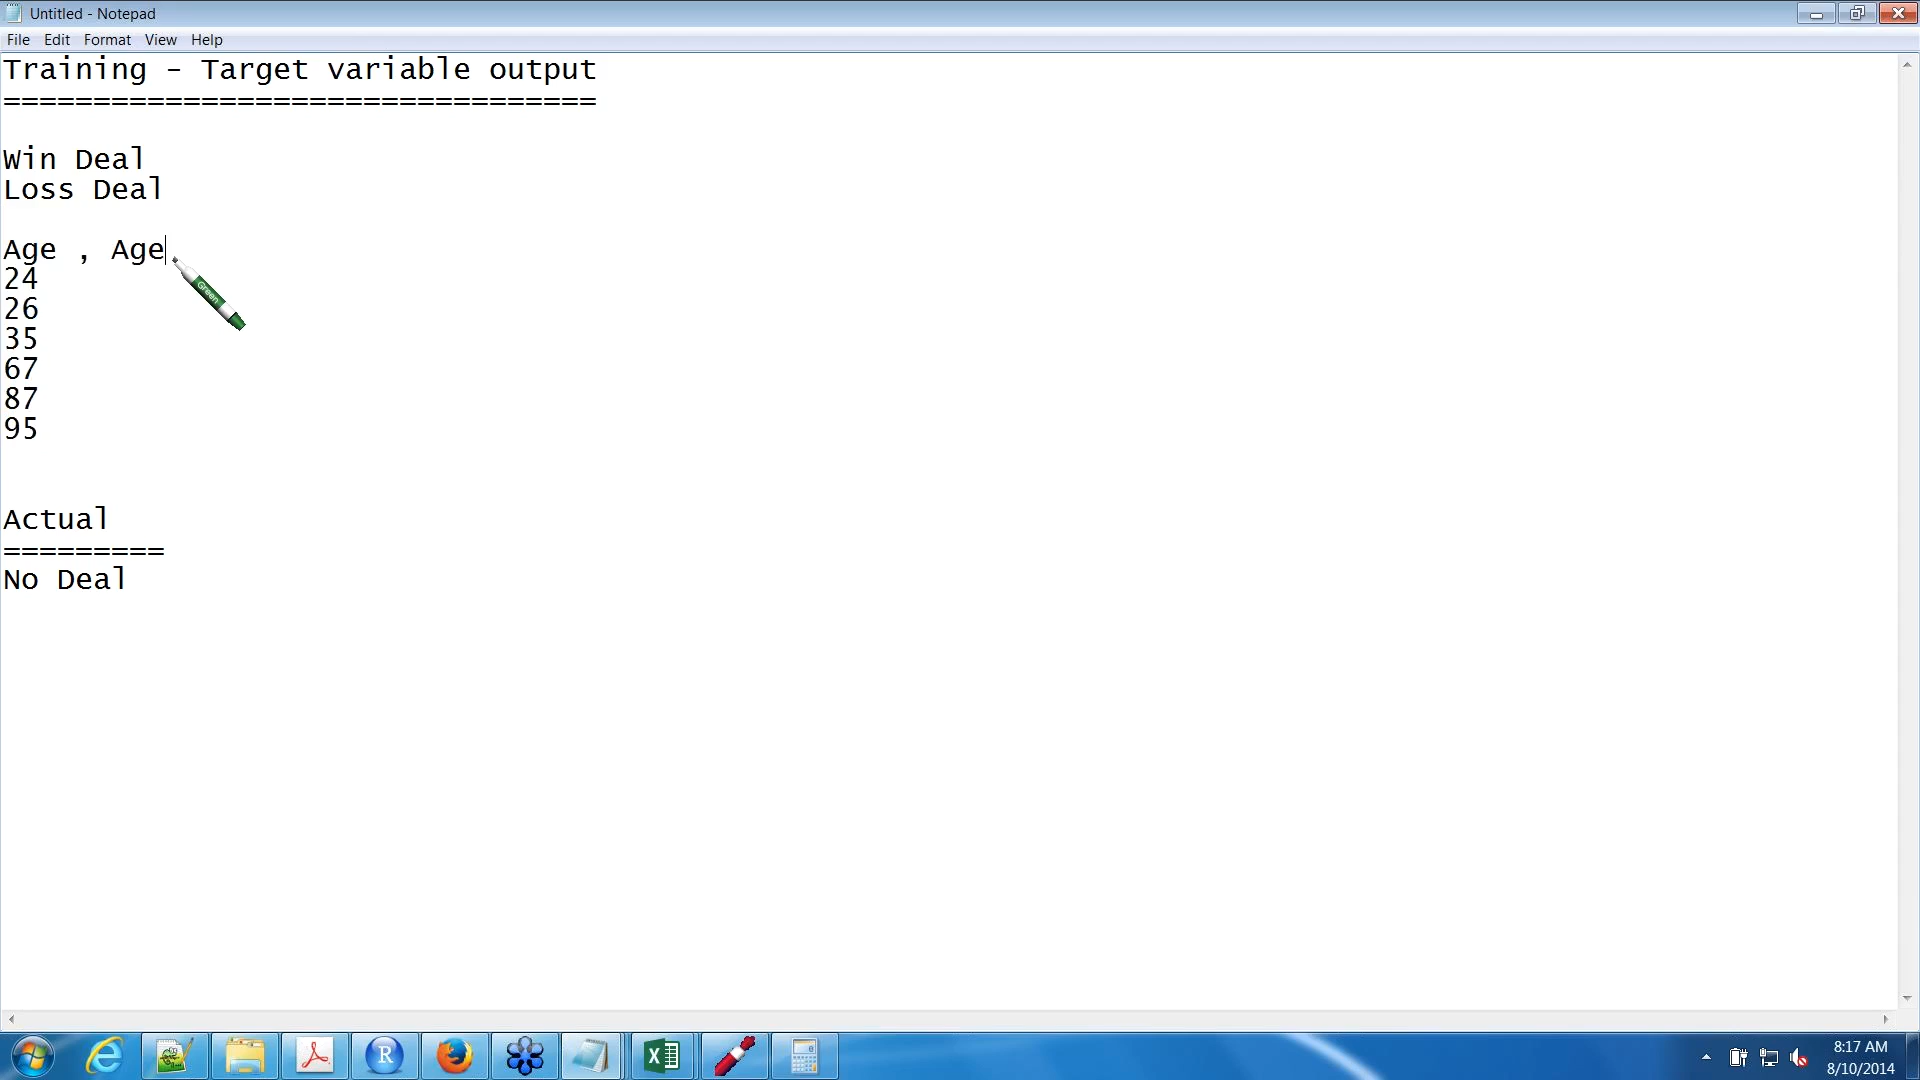 Untitled - Notepad
File Edit Format View Help
Training - Target variable output
=================================
Win Deal
Loss Deal
Age , Age
24
26
35
67
87
95
Actual
=========
No Deal
Green
8:17 AM
8/10/2014